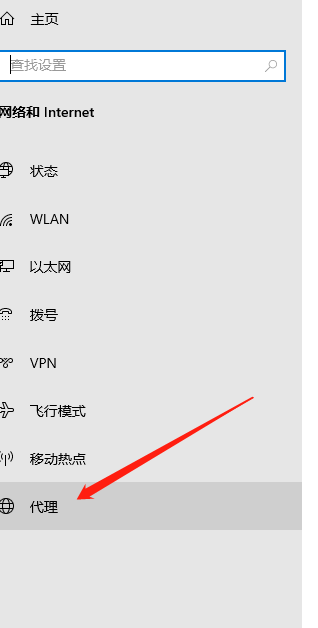 主页
查找设置
网络和 Internet
状态
WLAN
以太网
拨号
VPN
飞行模式
移动热点
代理